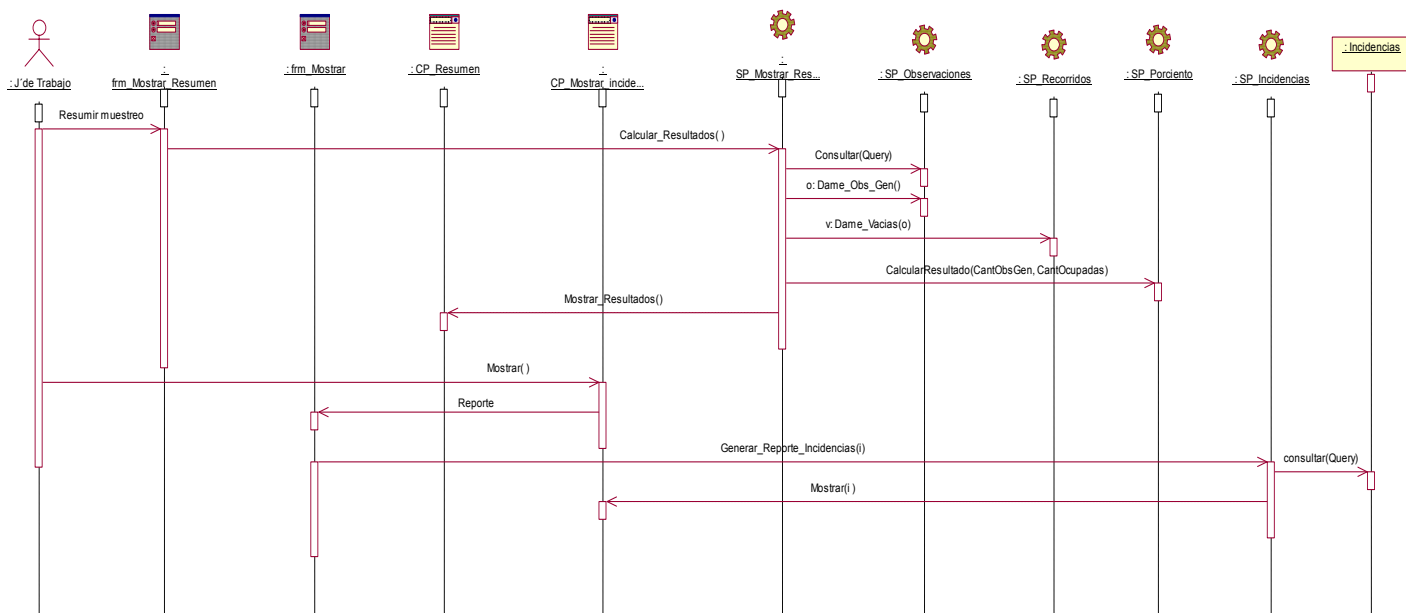 : J´de Trabajo
:
frm_Mostrar_Resumen
: frm_Mostrar
: CP_Resumen
:
CP_Mostrar_incide...
:
SP_Mostrar_Res...
: SP_Observaciones
: SP_Recorridos
: SP_Porciento
: SP_Incidencias
: Incidencias
Resumir muestreo
Calcular_Resultados( )
Consultar(Query)
o: Dame_Obs_Gen()
v: Dame_Vacias(o)
CalcularResultado(CantObsGen, CantOcupadas)
Mostrar_Resultados()
Mostrar( )
Reporte
Generar_Reporte_Incidencias(i)
consultar(Query)
Mostrar(i )